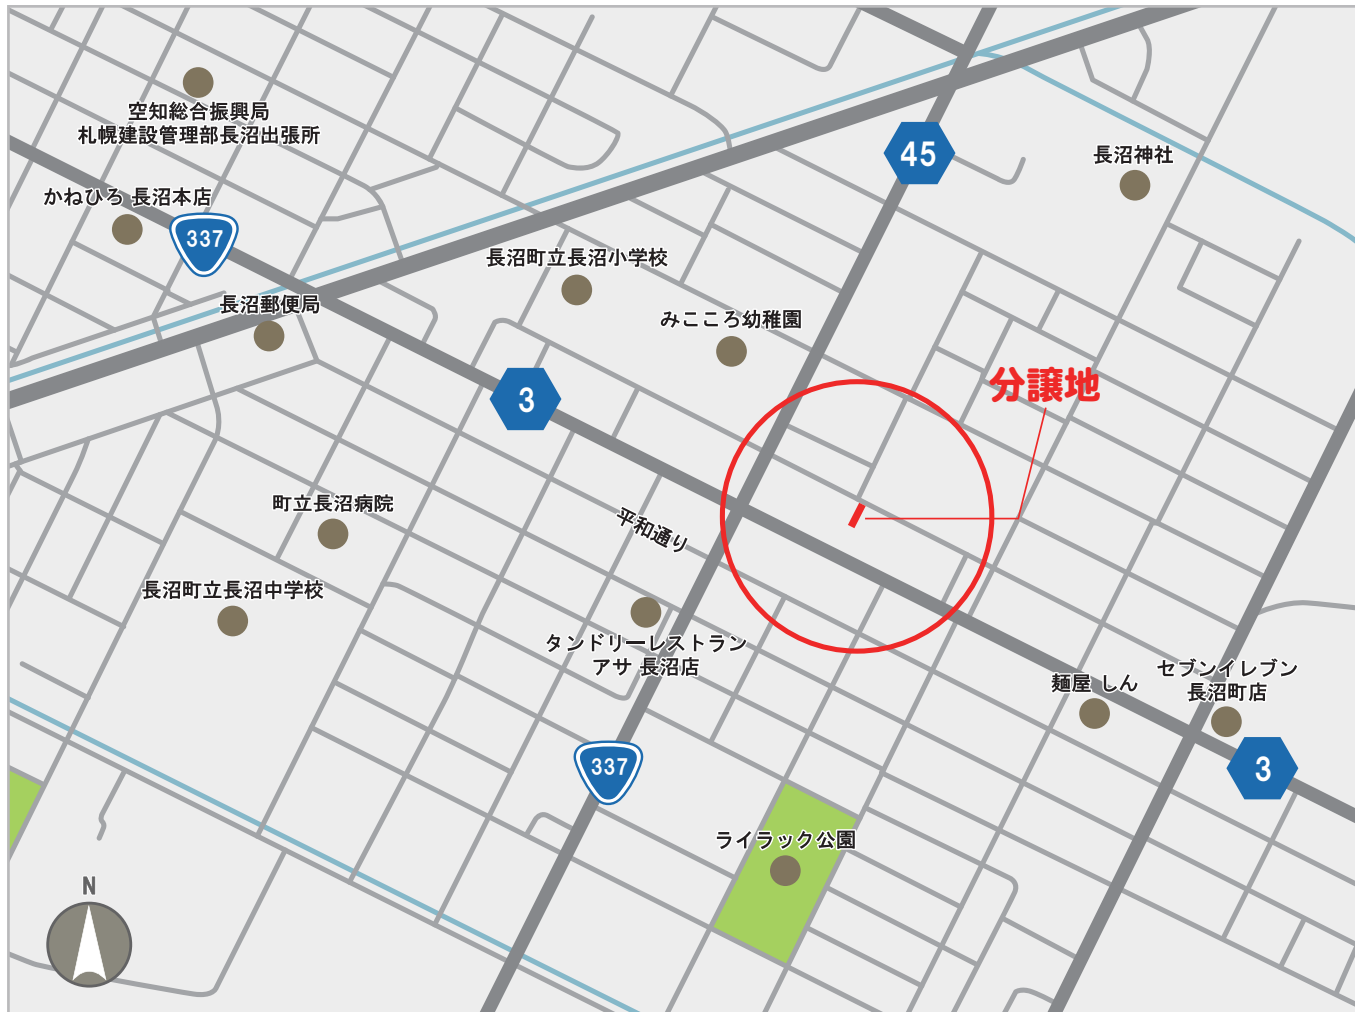 空知総合振興局
札幌建設管理部長沼出張所
45
長沼神社
かねひろ 長沼本店
337
長沼町立長沼小学校
長沼郵便局
みこころ幼稚園
分譲地
3
町立長沼病院
平和通り
長沼町立長沼中学校
タンドリーレストラン
アサ 長沼店
セブンイレブン
長沼町店
麺屋 しん
337
3
ライラック公園
N